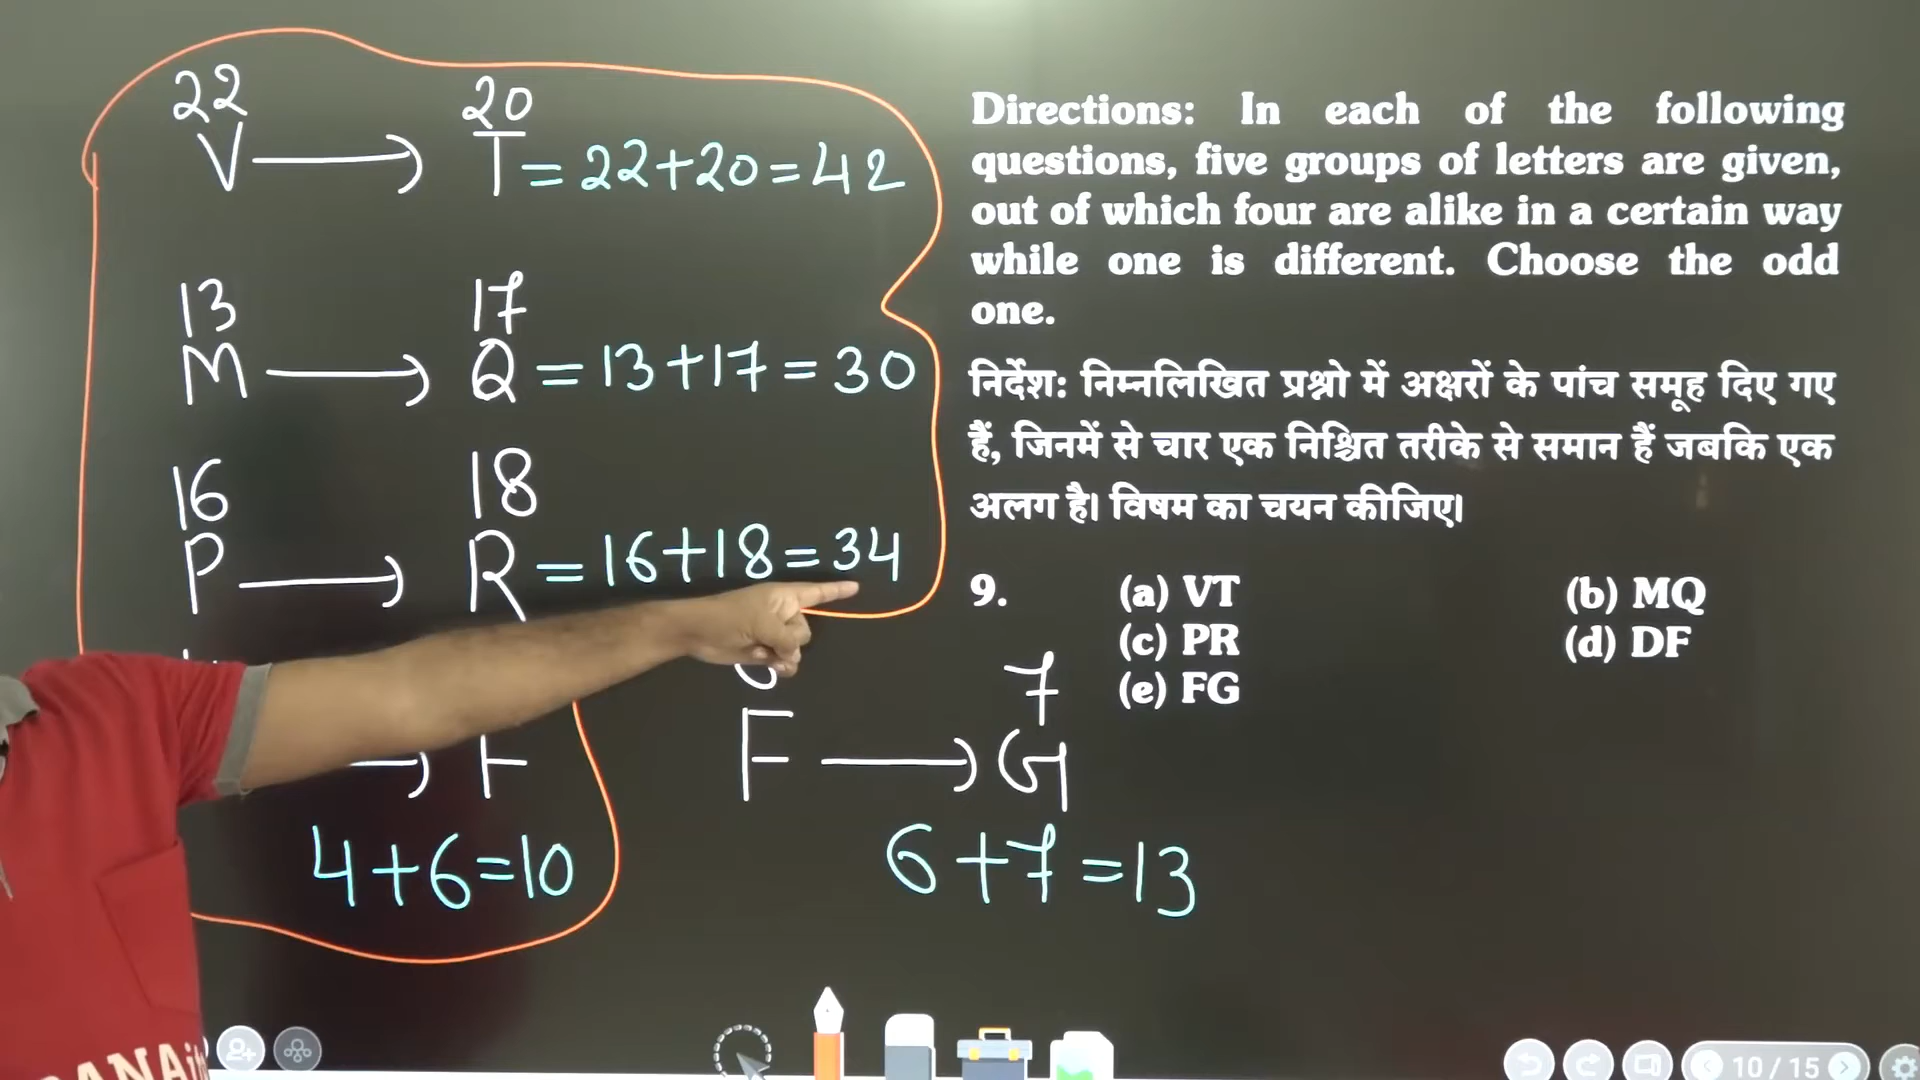 22 20
V → T = 22+20=42
13 17
M → Q = 13+17=30
16 18
P → R = 16+18=34
7
→ F F → G
4+6=10 6+7=13
Directions: In each of the following
questions, five groups of letters are given,
out of which four are alike in a certain way
while one is different. Choose the odd
one.
निर्देश: निम्नलिखित प्रश्नो में अक्षरों के पांच समूह दिए गए
हैं, जिनमें से चार एक निश्चित तरीके से समान हैं जबकि एक
अलग है। विषम का चयन कीजिए।
9. (a) VT (b) MQ
(c) PR (d) DF
(e) FG
10 / 15